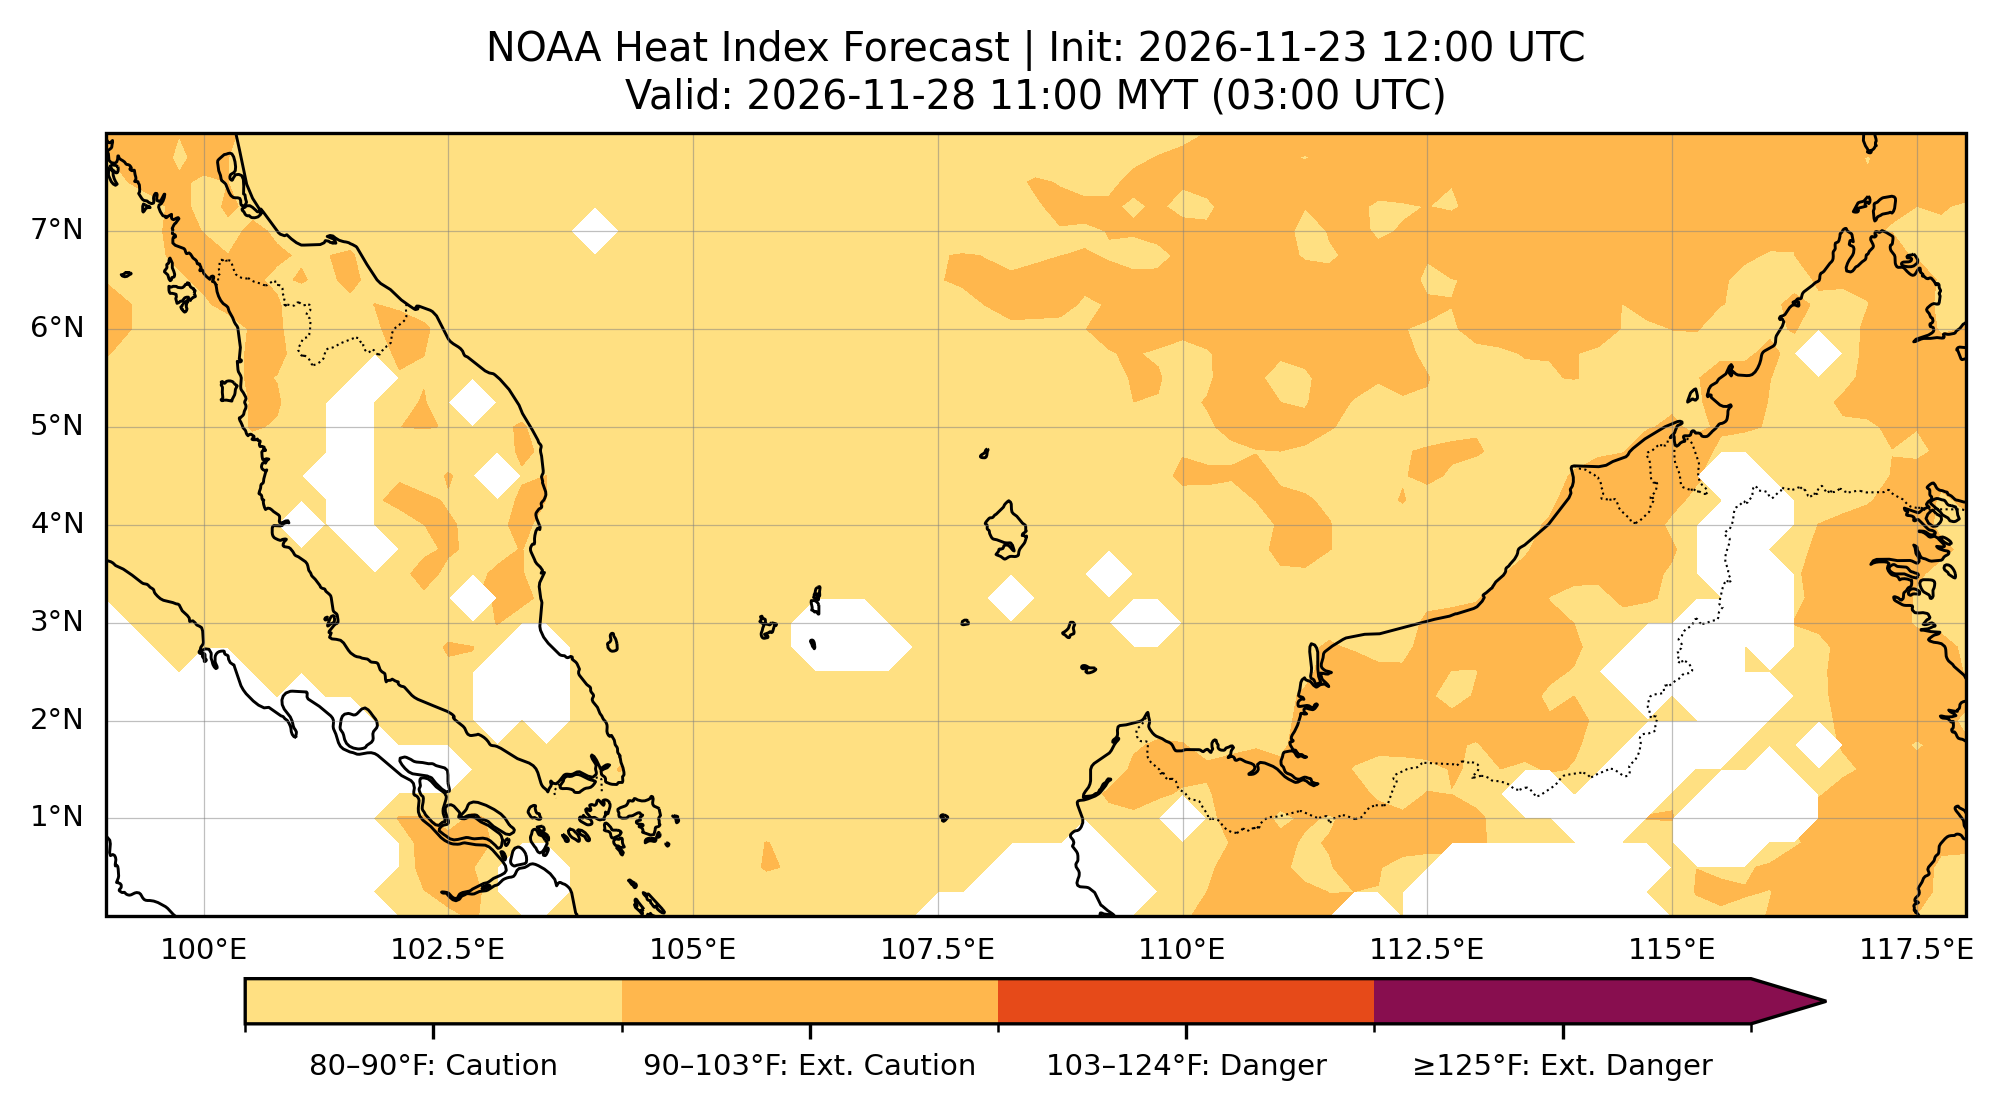 NOAA Heat Index Forecast | Init: 2026-11-23 12:00 UTC
Valid: 2026-11-28 11:00 MYT (03:00 UTC)
7°N
6°N
5°N
4°N
3°N
2°N
1°N
100°E 102.5°E 105°E 107.5°E 110°E 112.5°E 115°E 117.5°E
80–90°F: Caution 90–103°F: Ext. Caution 103–124°F: Danger ≥125°F: Ext. Danger